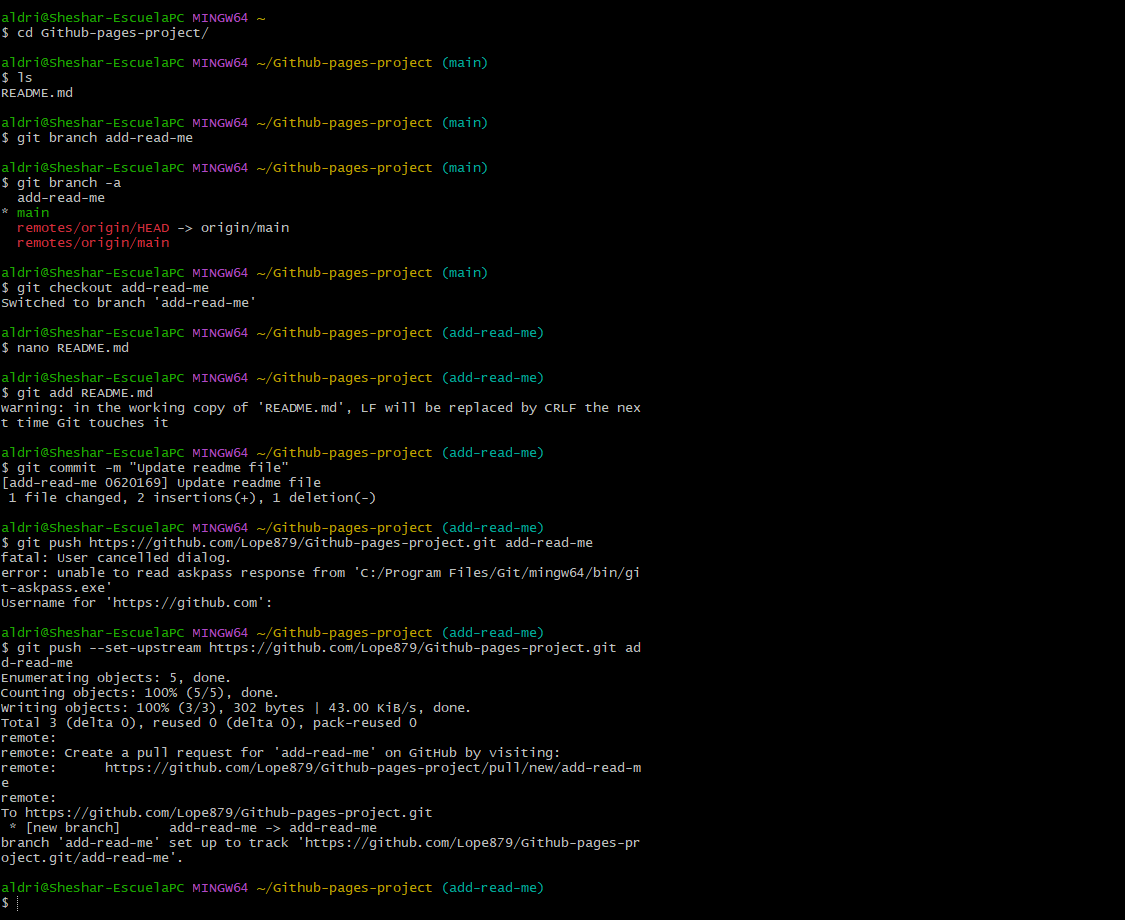 aldri@Sheshar-EscuelaPC MINGW64 ~
$ cd Github-pages-project/
aldri@Sheshar-EscuelaPC MINGW64 ~/Github-pages-project (main)
$ ls
README.md
aldri@Sheshar-EscuelaPC MINGW64 ~/Github-pages-project (main)
$ git branch add-read-me
aldri@Sheshar-EscuelaPC MINGW64 ~/Github-pages-project (main)
$ git branch -a
  add-read-me
* main
  remotes/origin/HEAD -> origin/main
  remotes/origin/main
aldri@Sheshar-EscuelaPC MINGW64 ~/Github-pages-project (main)
$ git checkout add-read-me
Switched to branch 'add-read-me'
aldri@Sheshar-EscuelaPC MINGW64 ~/Github-pages-project (add-read-me)
$ nano README.md
aldri@Sheshar-EscuelaPC MINGW64 ~/Github-pages-project (add-read-me)
$ git add README.md
warning: in the working copy of 'README.md', LF will be replaced by CRLF the nex
t time Git touches it
aldri@Sheshar-EscuelaPC MINGW64 ~/Github-pages-project (add-read-me)
$ git commit -m "Update readme file"
[add-read-me 0620169] Update readme file
 1 file changed, 2 insertions(+), 1 deletion(-)
aldri@Sheshar-EscuelaPC MINGW64 ~/Github-pages-project (add-read-me)
$ git push https://github.com/Lope879/Github-pages-project.git add-read-me
fatal: User cancelled dialog.
error: unable to read askpass response from 'C:/Program Files/Git/mingw64/bin/gi
t-askpass.exe'
Username for 'https://github.com':
aldri@Sheshar-EscuelaPC MINGW64 ~/Github-pages-project (add-read-me)
$ git push --set-upstream https://github.com/Lope879/Github-pages-project.git ad
d-read-me
Enumerating objects: 5, done.
Counting objects: 100% (5/5), done.
Writing objects: 100% (3/3), 302 bytes | 43.00 KiB/s, done.
Total 3 (delta 0), reused 0 (delta 0), pack-reused 0
remote:
remote: Create a pull request for 'add-read-me' on GitHub by visiting:
remote:      https://github.com/Lope879/Github-pages-project/pull/new/add-read-m
e
remote:
To https://github.com/Lope879/Github-pages-project.git
 * [new branch]      add-read-me -> add-read-me
branch 'add-read-me' set up to track 'https://github.com/Lope879/Github-pages-pr
oject.git/add-read-me'.
aldri@Sheshar-EscuelaPC MINGW64 ~/Github-pages-project (add-read-me)
$